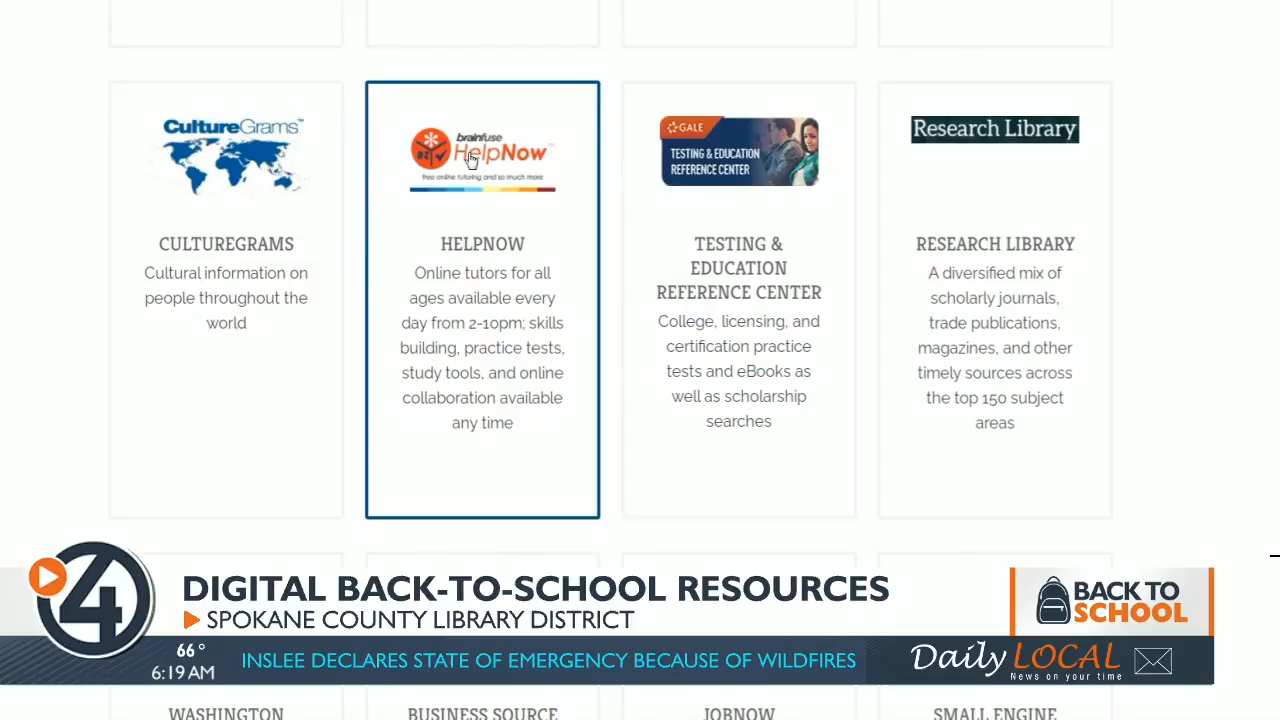 CultureGrams™
brainfuse
HelpNow
free online tutoring and so much more
GALE
TESTING & EDUCATION
REFERENCE CENTER
Research Library
CULTUREGRAMS
Cultural information on
people throughout the
world
HELPNOW
Online tutors for all
ages available every
day from 2-10pm; skills
building, practice tests,
study tools, and online
collaboration available
any time
TESTING &
EDUCATION
REFERENCE CENTER
College, licensing, and
certification practice
tests and eBooks as
well as scholarship
searches
RESEARCH LIBRARY
A diversified mix of
scholarly journals,
trade publications,
magazines, and other
timely sources across
the top 150 subject
areas
4
DIGITAL BACK-TO-SCHOOL RESOURCES
SPOKANE COUNTY LIBRARY DISTRICT
BACK TO
SCHOOL
66°
6:19 AM
INSLEE DECLARES STATE OF EMERGENCY BECAUSE OF WILDFIRES
Daily LOCAL
News on your time
WASHINGTON
BUSINESS SOURCE
JOBNOW
SMALL ENGINE